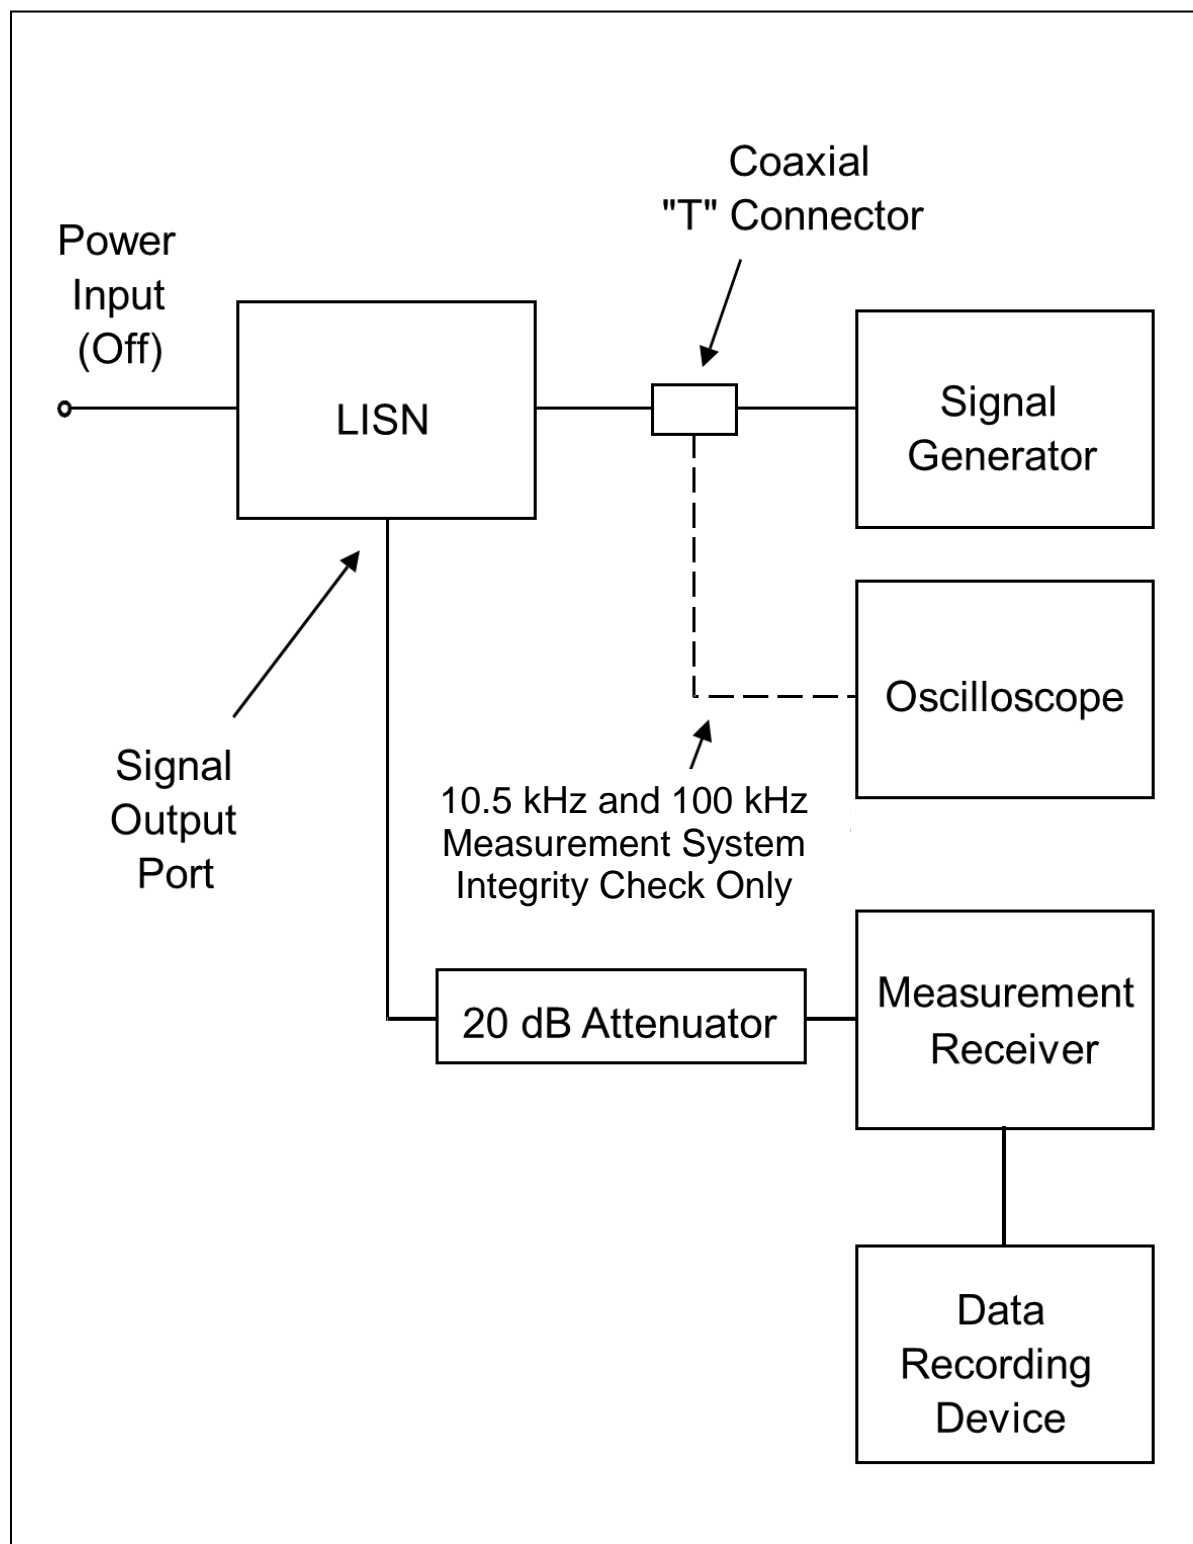 Coaxial
"T" Connector
Power
Input
(Off)
LISN
Signal
Generator
Oscilloscope
Signal
Output
Port
10.5 kHz and 100 kHz
Measurement System
Integrity Check Only
20 dB Attenuator
Measurement
Receiver
Data
Recording
Device